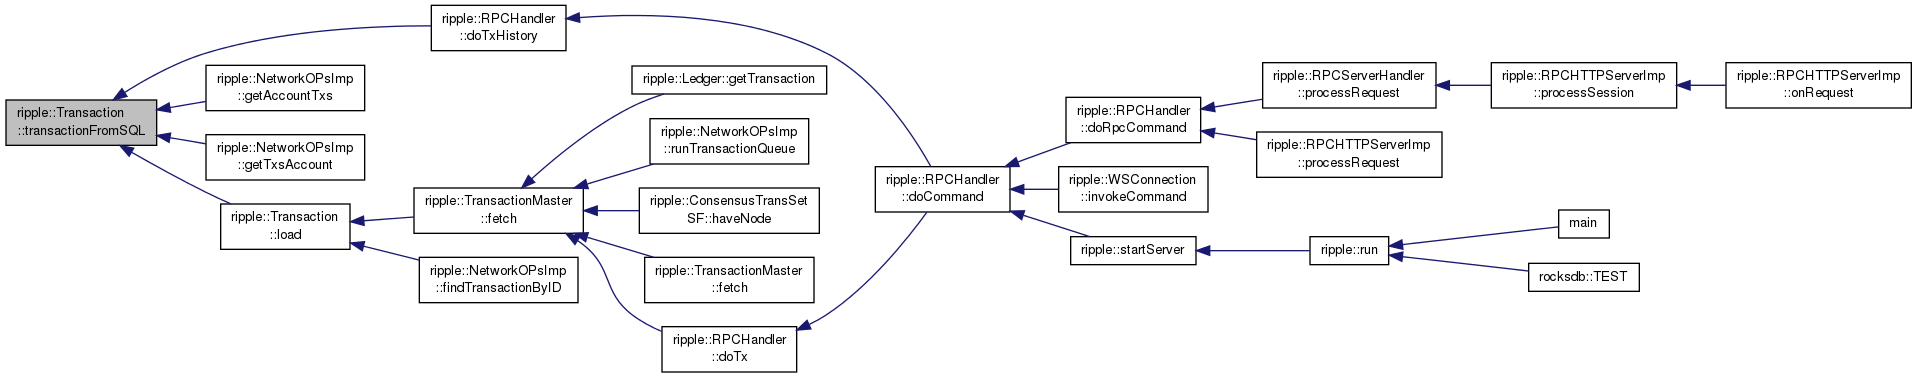 ripple::Transaction
::transactionFromSQL
ripple::RPCHandler
::doTxHistory
ripple::NetworkOPsImp
::getAccountTxs
ripple::NetworkOPsImp
::getTxsAccount
ripple::Transaction
::load
ripple::TransactionMaster
::fetch
ripple::NetworkOPsImp
::findTransactionByID
ripple::Ledger::getTransaction
ripple::NetworkOPsImp
::runTransactionQueue
ripple::ConsensusTransSet
SF::haveNode
ripple::TransactionMaster
::fetch
ripple::RPCHandler
::doTx
ripple::RPCHandler
::doCommand
ripple::RPCHandler
::doRpcCommand
ripple::WSConnection
::invokeCommand
ripple::startServer
ripple::RPCServerHandler
::processRequest
ripple::RPCHTTPServerImp
::processRequest
ripple::run
ripple::RPCHTTPServerImp
::processSession
main
rocksdb::TEST
ripple::RPCHTTPServerImp
::onRequest